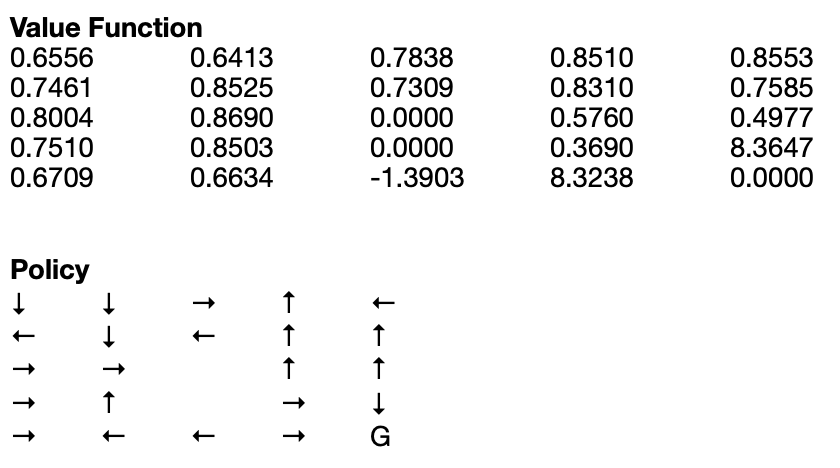 Value Function
0.6556 0.6413 0.7838 0.8510 0.8553
0.7461 0.8525 0.7309 0.8310 0.7585
0.8004 0.8690 0.0000 0.5760 0.4977
0.7510 0.8503 0.0000 0.3690 8.3647
0.6709 0.6634 -1.3903 8.3238 0.0000
Policy
↓ ↓ → ↑ ←
← ↓ ← ↑ ↑
→ → ↑ ↑
→ ↑ → ↓
→ ← ← → G